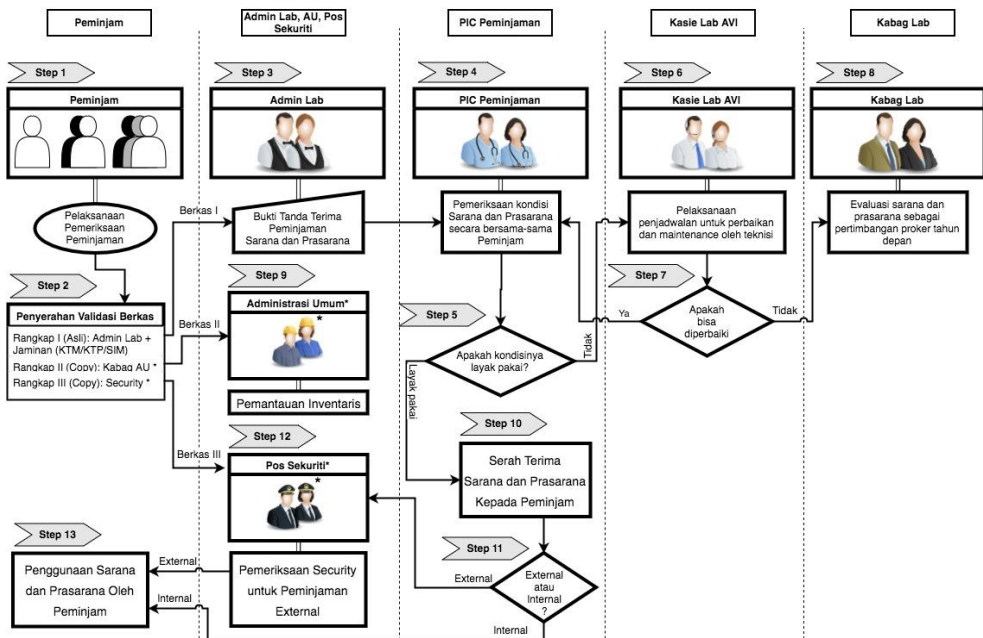 Peminjam
Admin Lab, AU, Pos
Sekuriti
PIC Peminjaman
Kasie Lab AVI
Kabag Lab
Step 1
Step 3
Step 4
Step 6
Step 8
Peminjam
Admin Lab
PIC Peminjaman
Kasie Lab AVI
Kabag Lab
Pelaksanaan
Pemeriksaan
Peminjaman
Berkas I
Bukti Tanda Terima
Peminjaman
Sarana dan Prasarana
Pemeriksaan kondisi
Sarana dan Prasarana
secara bersama-sama
Peminjam
Pelaksanaan
penjadwalan untuk perbaikan
dan maintenance oleh teknisi
Evaluasi sarana dan
prasarana sebagai
pertimbangan proker tahun
depan
Step 2
Penyerahan Validasi Berkas
Rangkap I (Asli): Admin Lab +
Jaminan (KTM/KTP/SIM)
Rangkap II (Copy): Kabag AU *
Rangkap III (Copy): Security *
Step 9
Administrasi Umum*
*
Berkas II
Pemantauan Inventaris
Step 5
Apakah kondisinya
layak pakai?
Tidak
Layak pakai
Step 7
Apakah
bisa
diperbaiki
Ya
Tidak
Step 10
Serah Terima
Sarana dan Prasarana
Kepada Peminjam
Step 12
Berkas III
Pos Sekuriti*
*
Step 11
External
atau
Internal
?
External
Internal
Pemeriksaan Security
untuk Peminjaman
External
Step 13
Penggunaan Sarana
dan Prasarana Oleh
Peminjam
External
Internal